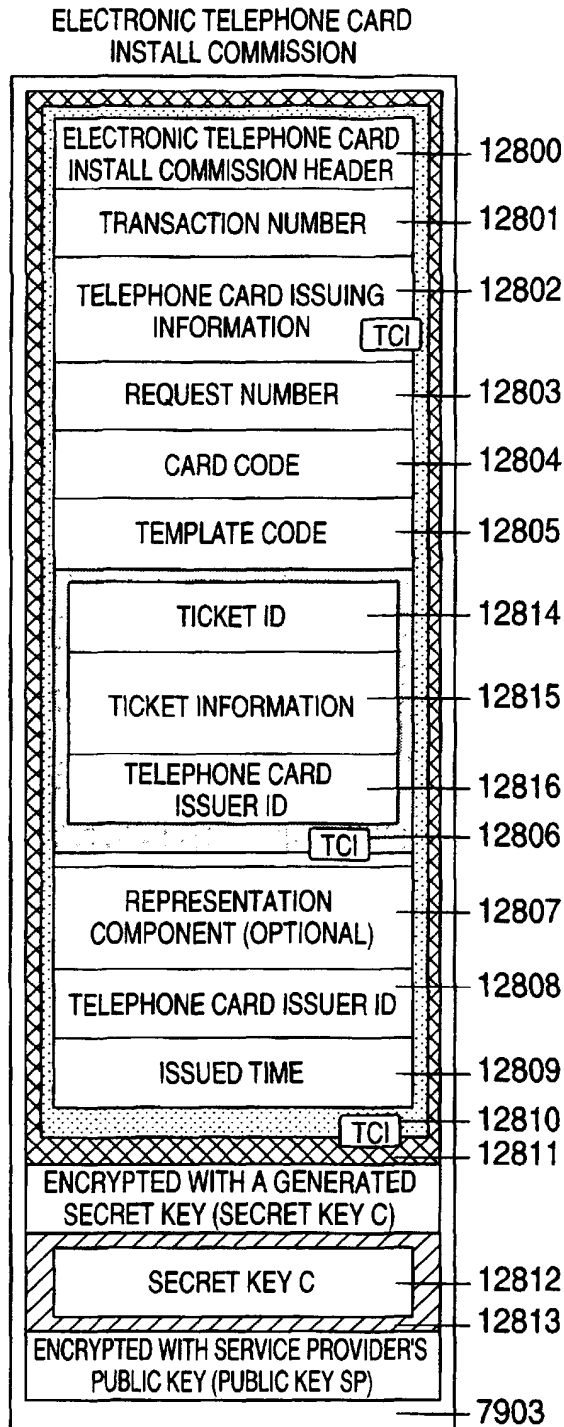 ELECTRONIC TELEPHONE CARD
INSTALL COMMISSION
ELECTRONIC TELEPHONE CARD
INSTALL COMMISSION HEADER
12800
TRANSACTION NUMBER
12801
TELEPHONE CARD ISSUING
INFORMATION
12802
TCI
REQUEST NUMBER
12803
CARD CODE
12804
TEMPLATE CODE
12805
TICKET ID
12814
TICKET INFORMATION
12815
TELEPHONE CARD
ISSUER ID
12816
TCI
12806
REPRESENTATION
COMPONENT (OPTIONAL)
12807
TELEPHONE CARD ISSUER ID
12808
ISSUED TIME
12809
TCI
12810
12811
ENCRYPTED WITH A GENERATED
SECRET KEY (SECRET KEY C)
SECRET KEY C
12812
12813
ENCRYPTED WITH SERVICE PROVIDER'S
PUBLIC KEY (PUBLIC KEY SP)
7903